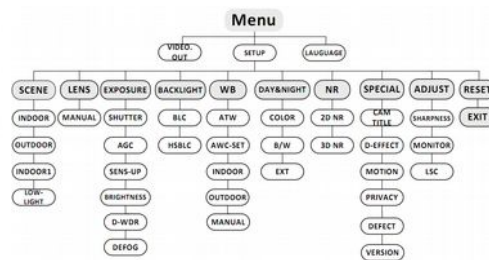 Menu
VIDEO.OUT
SETUP
LAUGUAGE
SCENE
LENS
EXPOSURE
BACKLIGHT
WB
DAY&NIGHT
NR
SPECIAL
ADJUST
RESET
INDOOR
MANUAL
SHUTTER
BLC
ATW
COLOR
2D NR
CAM TITLE
SHARPNESS
EXIT
OUTDOOR
AGC
HSBLC
AWC-SET
B/W
3D NR
D-EFFECT
MONITOR
INDOOR1
SENS-UP
INDOOR
EXT
MOTION
LSC
LOW-LIGHT
BRIGHTNESS
OUTDOOR
PRIVACY
D-WDR
MANUAL
DEFECT
DEFOG
VERSION